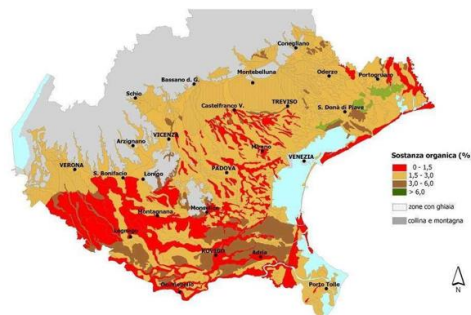 Conegliano
Bassano d. G.
Montebelluna
Oderzo
Portogruaro
Schio
Castelfranco V.
TREVISO
S. Donà di Piave
Arzignano
VICENZA
Mirano
VENEZIA
VERONA
S. Bonifacio
Lonigo
PADOVA
Monselice
Montagnana
Legnago
ROVIGO
Adria
Porto Tolle
Sostanza organica (%
0 - 1,5
1,5 - 3,0
3,0 - 6,0
> 6,0
zone con ghiaia
collina e montagna
N